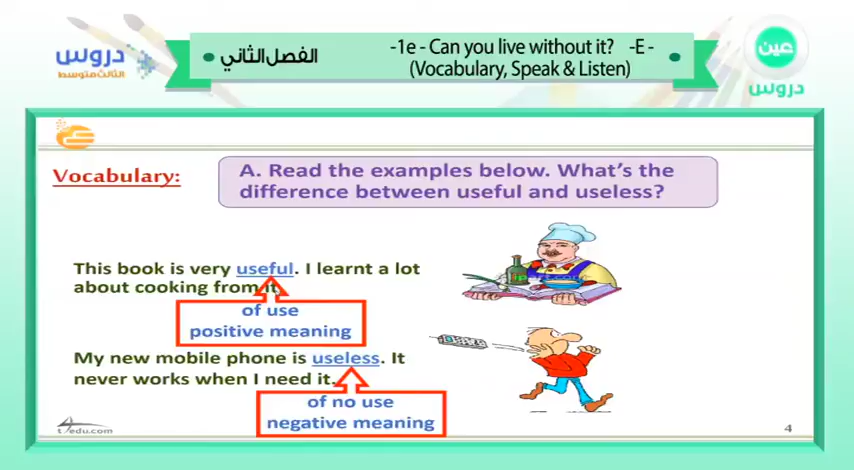 دروس
الثالث متوسط
الفصل الثاني
-1e - Can you live without it? -E -
(Vocabulary, Speak & Listen)
عين
دروس
Vocabulary:
A. Read the examples below. What's the
difference between useful and useless?
This book is very useful. I learnt a lot
about cooking from it
of use
positive meaning
My new mobile phone is useless. It
never works when I need it.
of no use
negative meaning
4